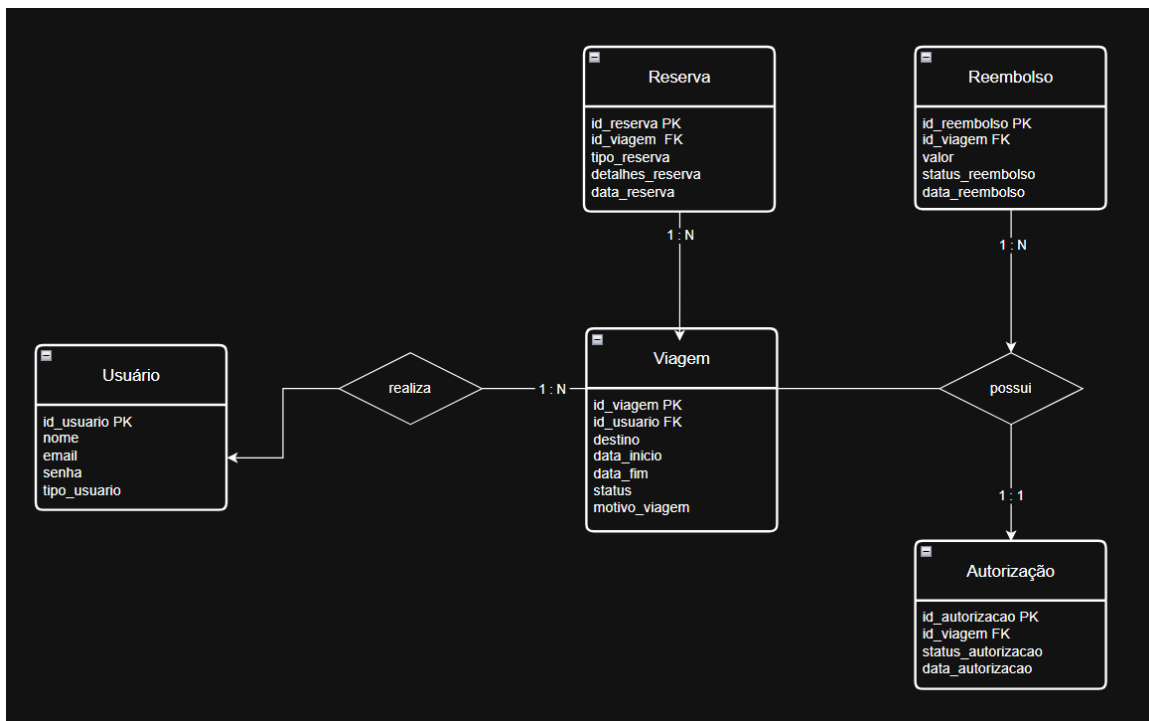 Reserva
id_reserva PK
id_viagem FK
tipo_reserva
detalhes_reserva
data_reserva
1 : N
Reembolso
id_reembolso PK
id_viagem FK
valor
status_reembolso
data_reembolso
1 : N
Usuário
id_usuario PK
nome
email
senha
tipo_usuario
realiza
1 : N
Viagem
id_viagem PK
id_usuario FK
destino
data_inicio
data_fim
status
motivo_viagem
possui
1 : 1
Autorização
id_autorizacao PK
id_viagem FK
status_autorizacao
data_autorizacao